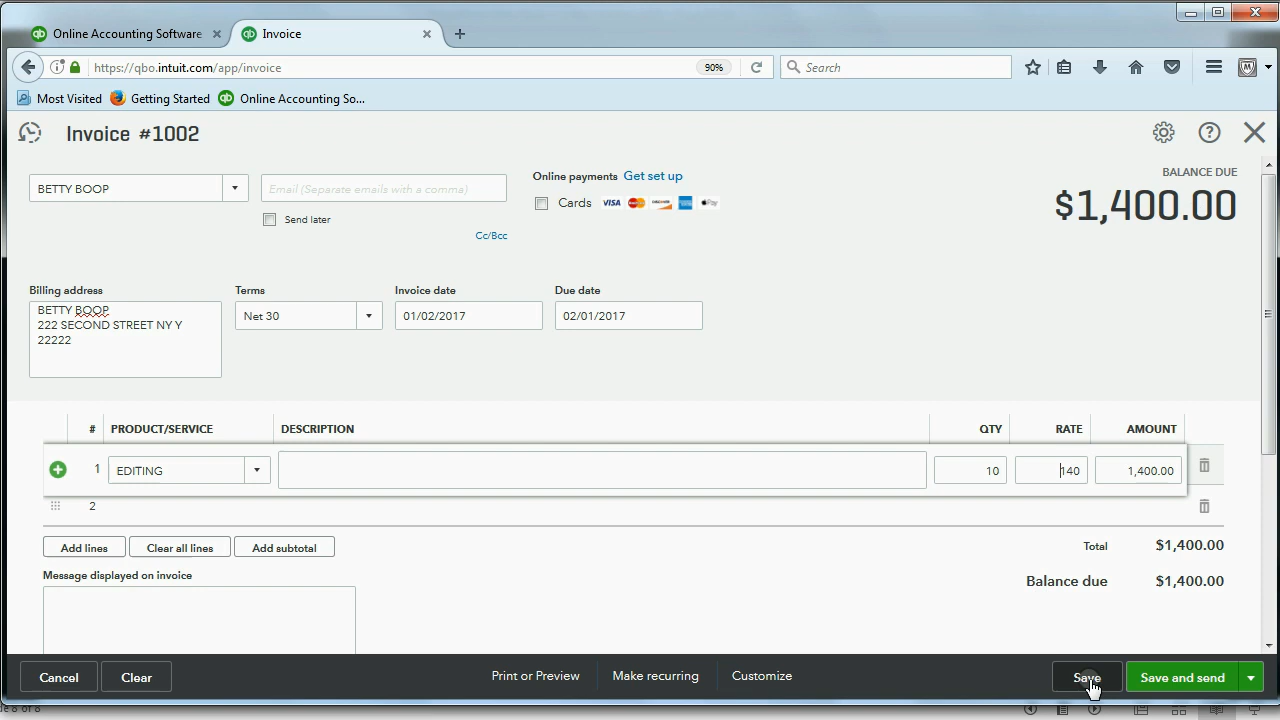 Online Accounting Software
Invoice
https://qbo.intuit.com/app/invoice
90%
Search
Most Visited
Getting Started
Online Accounting So...
Invoice #1002
BALANCE DUE
$1,400.00
BETTY BOOP
Email (Separate emails with a comma)
Online payments Get set up
Cards VISA
Send later
Cc/Bcc
Billing address
Terms
Invoice date
Due date
BETTY BOOP
222 SECOND STREET NY Y
22222
Net 30
01/02/2017
02/01/2017
# PRODUCT/SERVICE DESCRIPTION QTY RATE AMOUNT
1 EDITING 10 140 1,400.00
2
Add lines Clear all lines Add subtotal
Total $1,400.00
Message displayed on invoice
Balance due $1,400.00
Cancel Clear Print or Preview Make recurring Customize Save Save and send